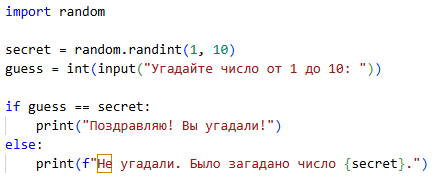 import random
secret = random.randint(1, 10)
guess = int(input("Угадайте число от 1 до 10: "))
if guess == secret:
    print("Поздравляю! Вы угадали!")
else:
    print(f"Не угадали. Было загадано число {secret}.")